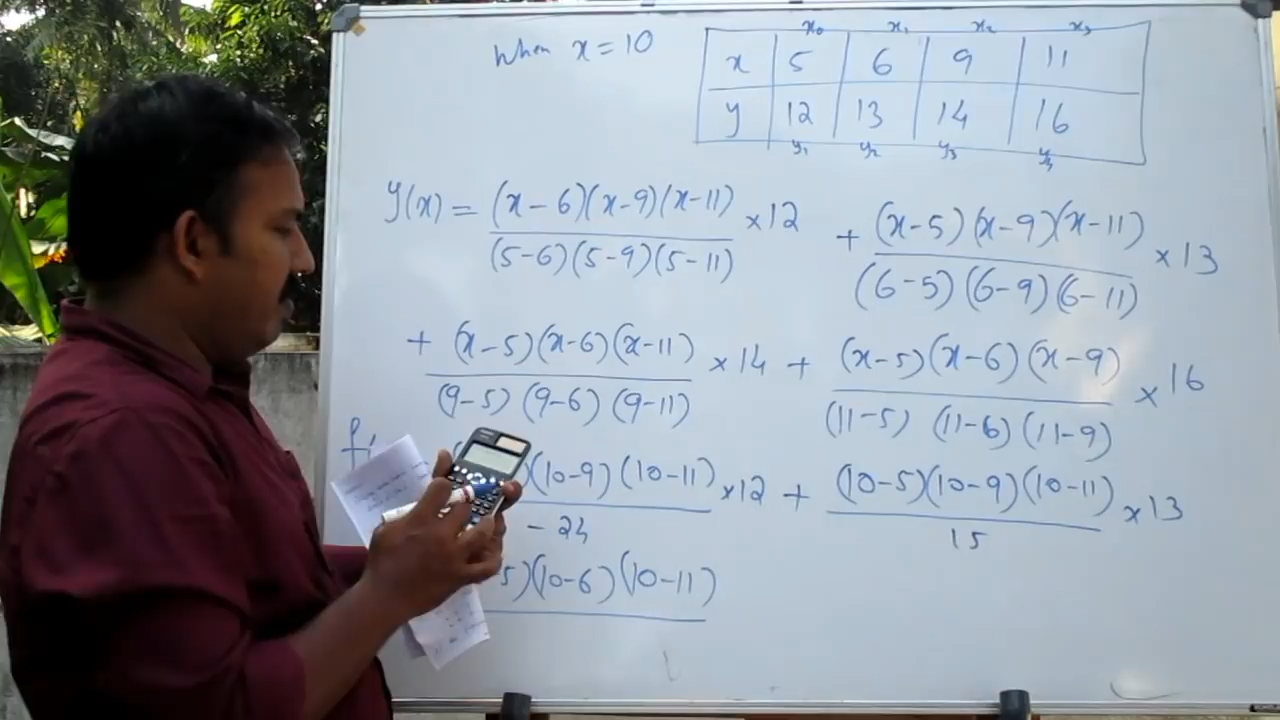 When x = 10
x₀ x₁ x₂ x₃
x 5 6 9 11
y 12 13 14 16
y₁ y₂ y₃
y(x) = (x-6)(x-9)(x-11) ×12 + (x-5)(x-9)(x-11) ×13
(5-6)(5-9)(5-11) (6-5)(6-9)(6-11)
+ (x-5)(x-6)(x-11) ×14 + (x-5)(x-6)(x-9) ×16
(9-5)(9-6)(9-11) (11-5)(11-6)(11-9)
(10-9)(10-11) ×12 + (10-5)(10-9)(10-11) ×13
-24 15
5)(10-6)(10-11)